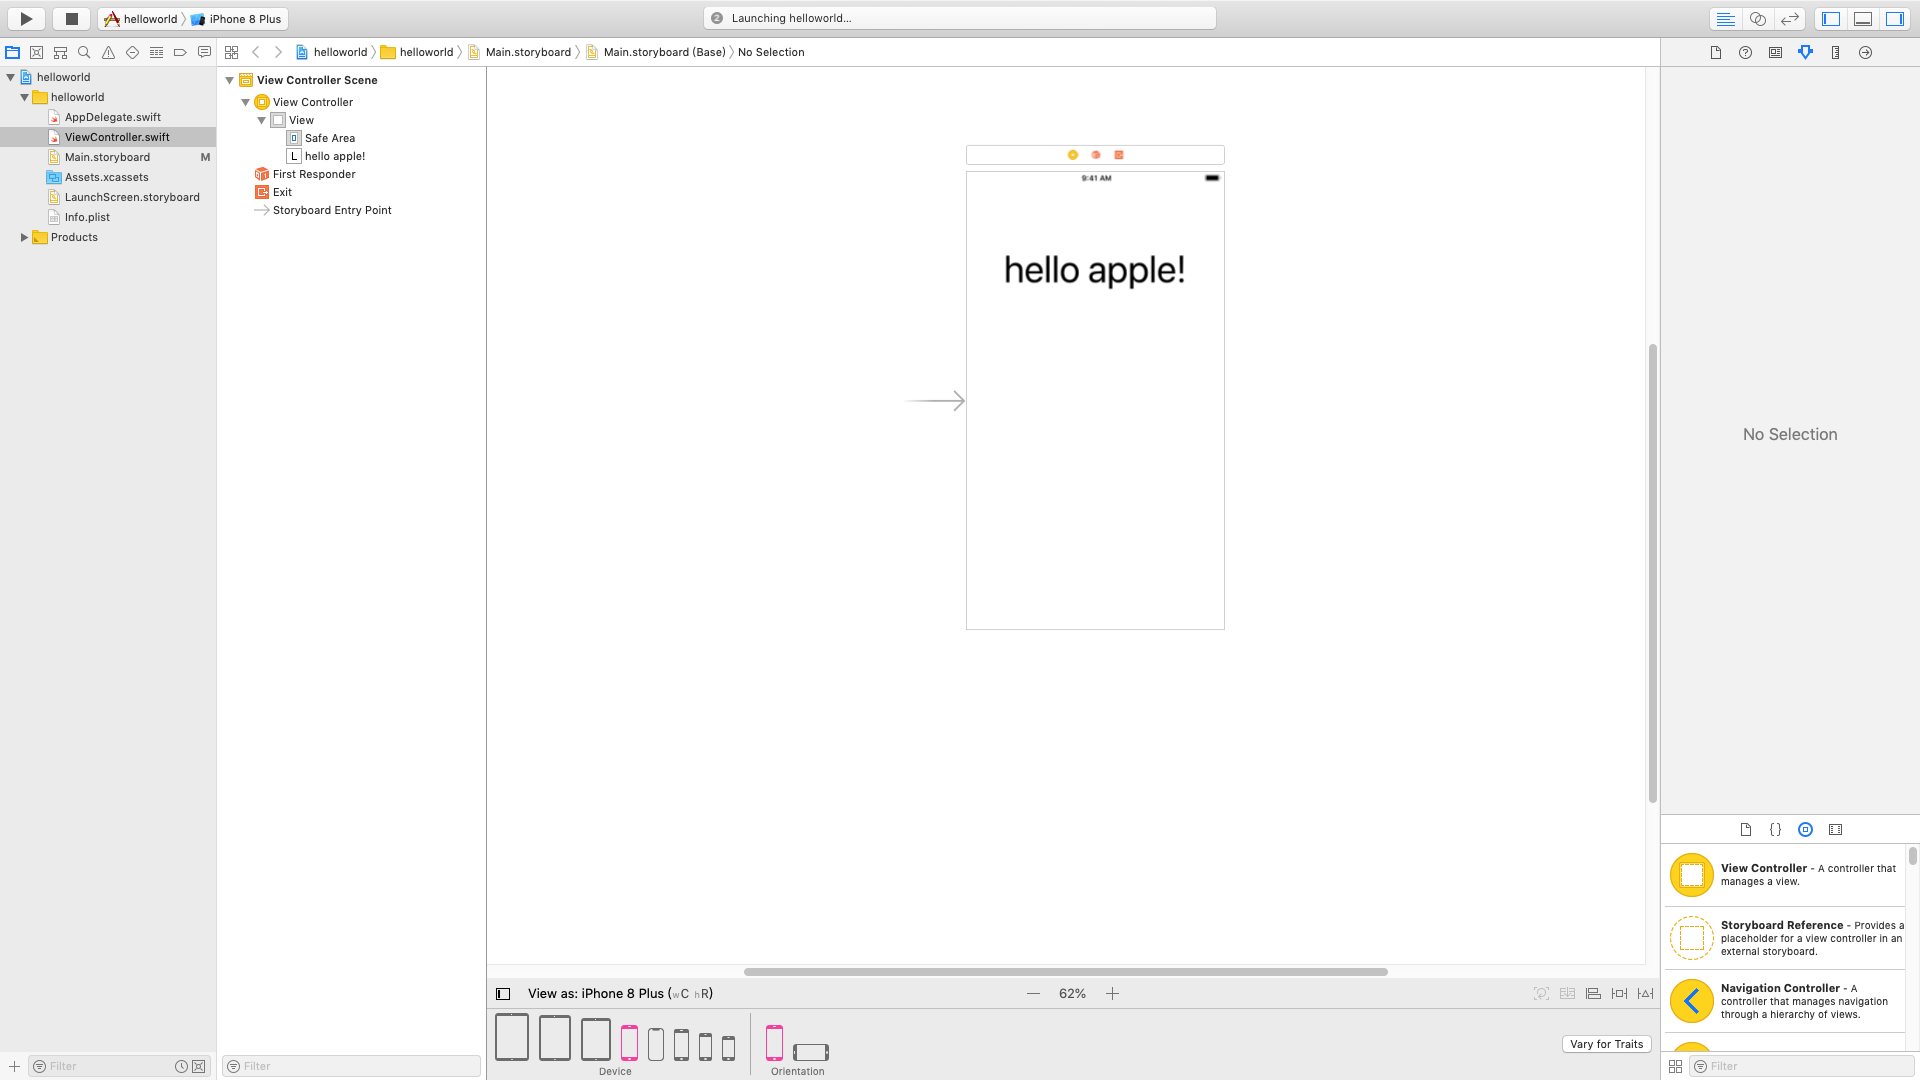 helloworld 〉 iPhone 8 Plus
2 Launching helloworld...
helloworld 〉 helloworld 〉 Main.storyboard 〉 Main.storyboard (Base) 〉 No Selection
helloworld
helloworld
AppDelegate.swift
ViewController.swift
Main.storyboard M
Assets.xcassets
LaunchScreen.storyboard
Info.plist
Products
View Controller Scene
View Controller
View
Safe Area
L hello apple!
First Responder
Exit
Storyboard Entry Point
9:41 AM
hello apple!
No Selection
{ }
View Controller - A controller that
manages a view.
Storyboard Reference - Provides a
placeholder for a view controller in an
external storyboard.
Navigation Controller - A
controller that manages navigation
through a hierarchy of views.
View as: iPhone 8 Plus (wC hR)
62%
Vary for Traits
Device
Orientation
Filter
Filter
Filter